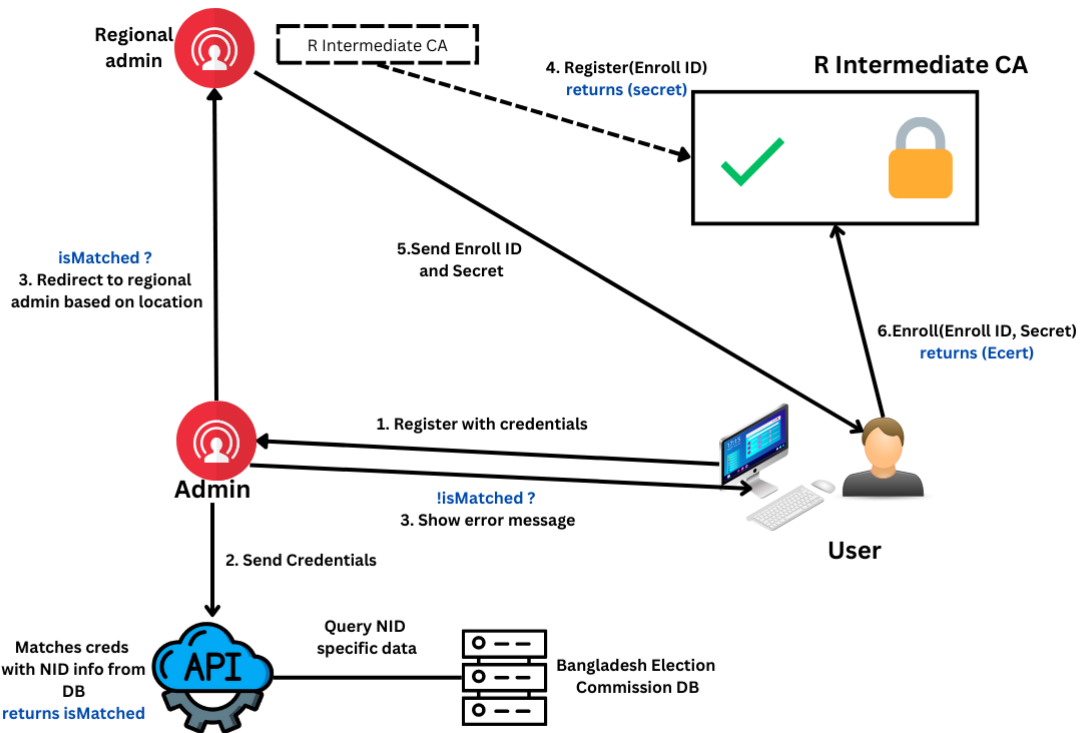 Regional
admin
R Intermediate CA
4. Register(Enroll ID)
returns (secret)
R Intermediate CA
isMatched ?
3. Redirect to regional
admin based on location
5.Send Enroll ID
and Secret
6.Enroll(Enroll ID, Secret)
returns (Ecert)
1. Register with credentials
Admin
!isMatched ?
3. Show error message
User
2. Send Credentials
Matches creds
with NID info from
DB
returns isMatched
API
Query NID
specific data
Bangladesh Election
Commission DB